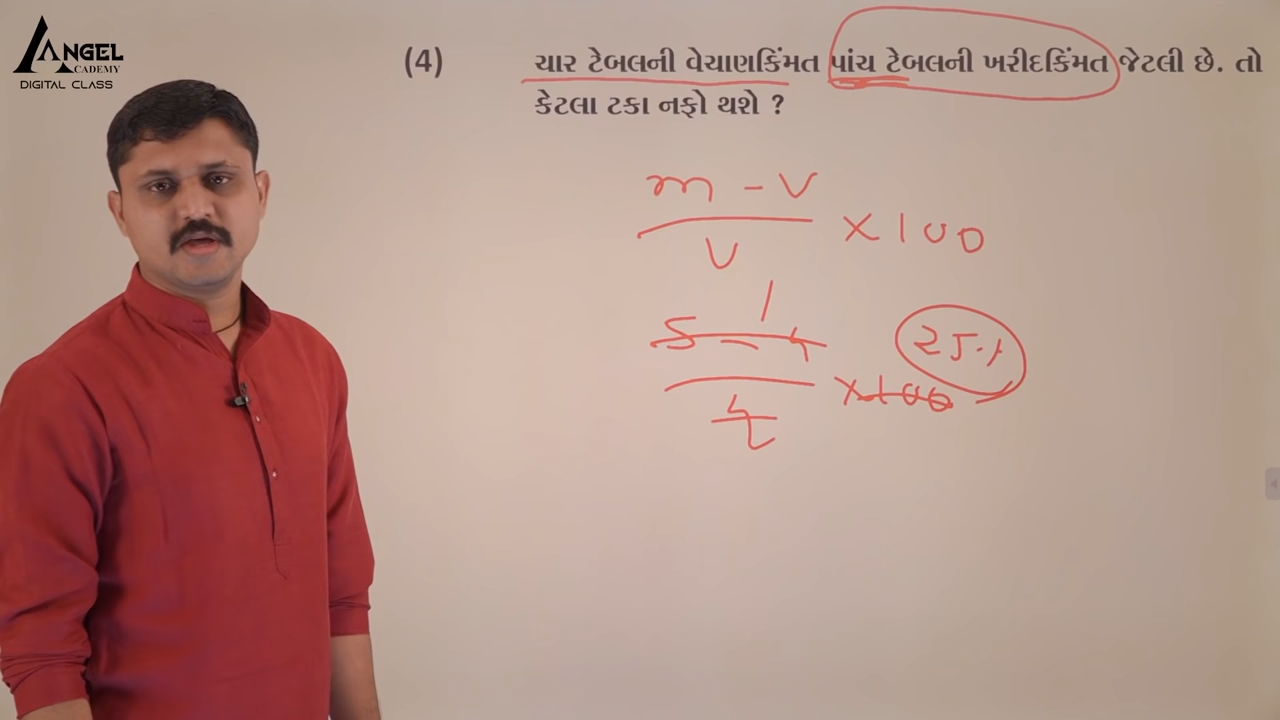 ANGEL
ACADEMY
DIGITAL CLASS
(4) ચાર ટેબલની વેચાણકિંમત પાંચ ટેબલની ખરીદકિંમત જેટલી છે. તો
કેટલા ટકા નફો થશે ?
m - v
v
×100
1
5 - 4
4
×100
25%